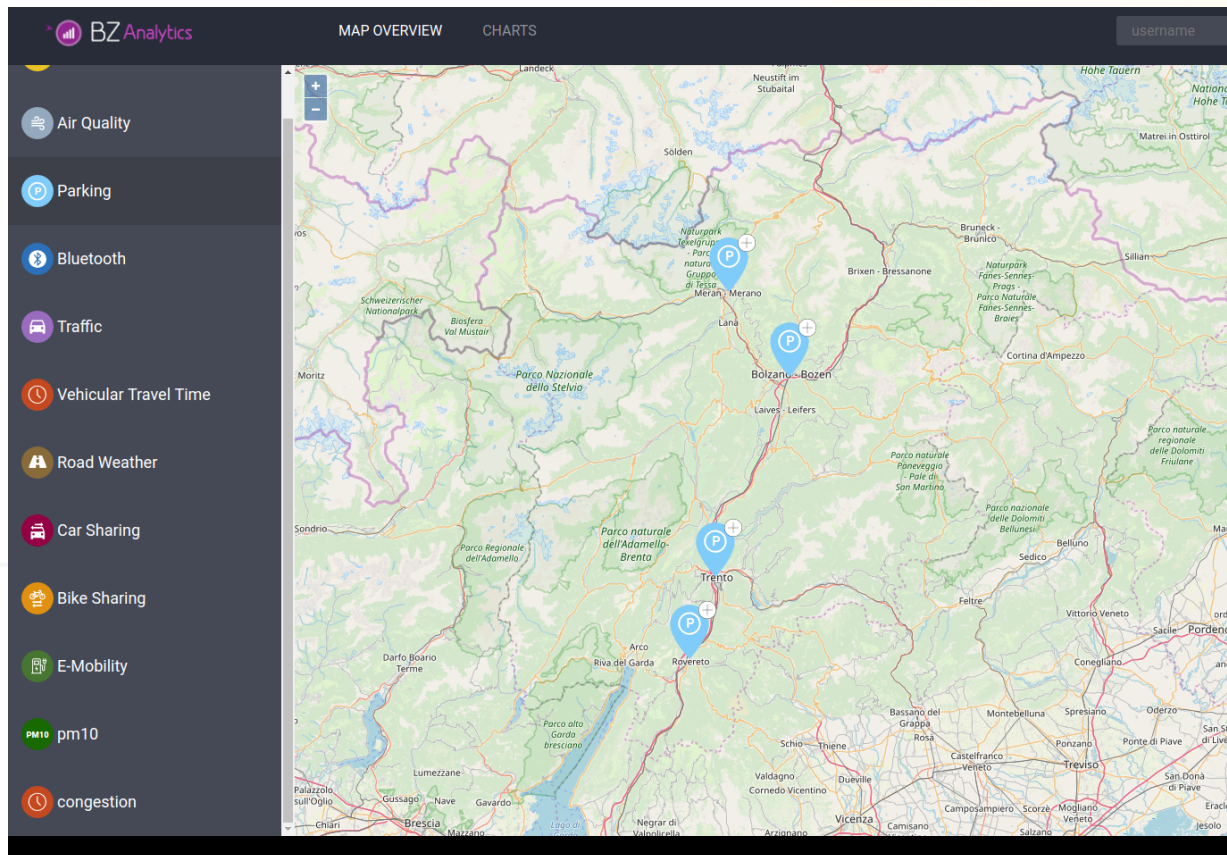 BZ Analytics
MAP OVERVIEW
CHARTS
username
Air Quality
P
Parking
Bluetooth
Traffic
Vehicular Travel Time
Road Weather
Car Sharing
Bike Sharing
E-Mobility
PM10
pm10
congestion
+
−
Landeck
Neustift im
Stubaital
Hohe Tauern
Hohe
Matrei in Osttirol
Sölden
Naturpark
- Parc
natura
Gruppo
di Tessa
P
Meran - Merano
Lana
Bruneck -
Brunico
Sillian
Brixen - Bressanone
Naturpark
Fanes-Sennes-
Prags -
Parco Naturale
Fanes-Sennes-
Braies
Schweizerischer
Nationalpark
Biosfera
Val Müstair
P
Bolzano - Bozen
Cortina d'Ampezzo
Moritz
Parco Nazionale
dello Stelvio
Laives - Leifers
Parco naturale
regionale
delle Dolomiti
Friulane
Parco naturale
Paneveggio
- Pale di
San Martino
Parco nazionale
delle Dolomiti
Bellunesi
Sondrio
Parco Regionale
dell'Adamello
Parco naturale
dell'Adamello-
Brenta
P
Trento
Belluno
Sedico
Feltre
Vittorio Veneto
Sacile
P
Rovereto
Arco
Riva del Garda
Darfo Boario
Terme
Conegliano
Parco alto
Garda
bresciano
Bassano del
Grappa
Rosà
Montebelluna
Spresiano
Oderzo
Schio
Thiene
Castelfranco
Veneto
Ponzano
Treviso
Ponte di Piave
San Donà
di Piave
Lumezzane
Valdagno
Cornedo Vicentino
Dueville
Palazzolo
sull'Oglio
Gussago
Nave
Gavardo
Camposampiero
Scorzè
Mogliano
Veneto
Chiari
Brescia
Mazzano
Lago di
Negrar di
Valpolicella
Arzignano
Vicenza
Camisano
Salzano
Jesolo